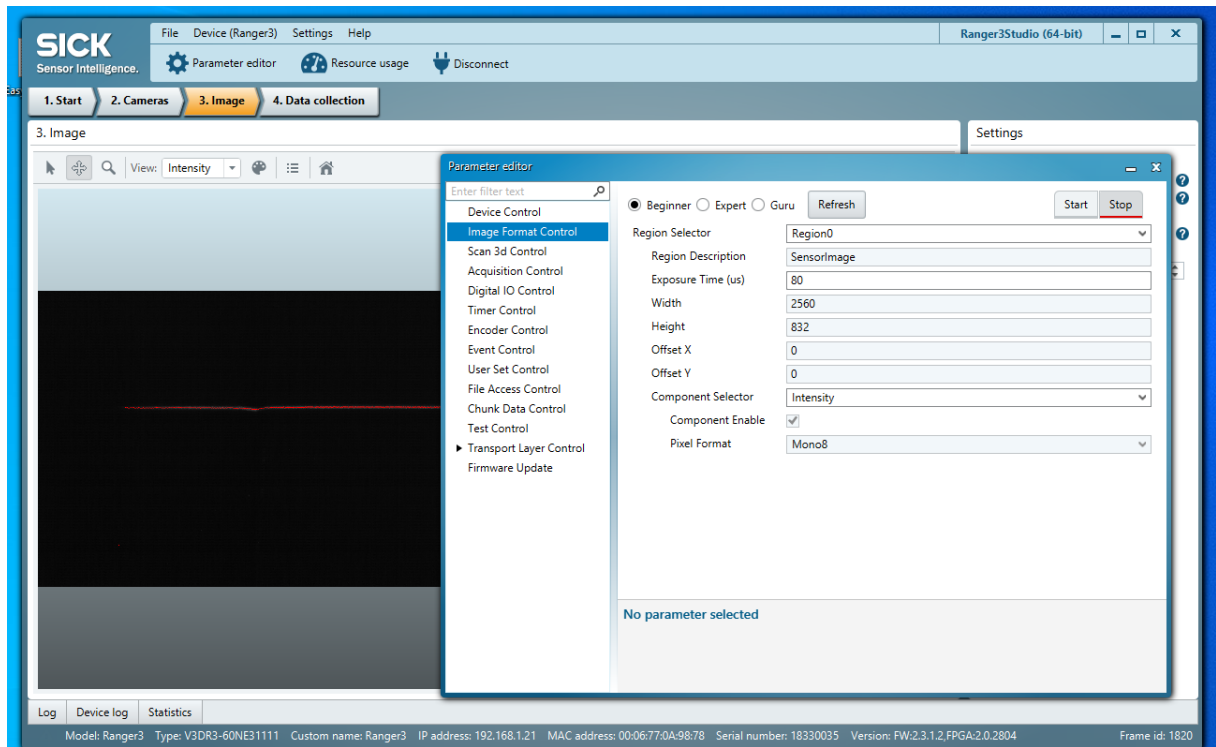 SICK
Sensor Intelligence.
File Device (Ranger3) Settings Help
Ranger3Studio (64-bit)
Parameter editor Resource usage Disconnect
1. Start 2. Cameras 3. Image 4. Data collection
3. Image
Settings
View: Intensity
Parameter editor
Enter filter text
Device Control
Image Format Control
Scan 3d Control
Acquisition Control
Digital IO Control
Timer Control
Encoder Control
Event Control
User Set Control
File Access Control
Chunk Data Control
Test Control
Transport Layer Control
Firmware Update
Beginner Expert Guru Refresh Start Stop
Region Selector Region0
Region Description SensorImage
Exposure Time (us) 80
Width 2560
Height 832
Offset X 0
Offset Y 0
Component Selector Intensity
Component Enable
Pixel Format Mono8
No parameter selected
Log Device log Statistics
Model: Ranger3 Type: V3DR3-60NE31111 Custom name: Ranger3 IP address: 192.168.1.21 MAC address: 00:06:77:0A:98:78 Serial number: 18330035 Version: FW:2.3.1.2,FPGA:2.0.2804 Frame id: 1820